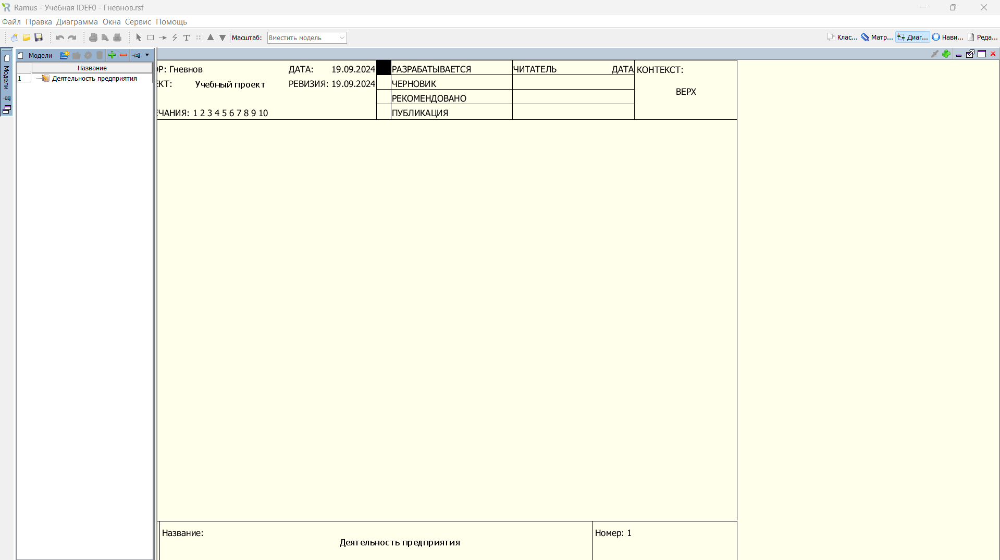 Ramus - Учебная IDEF0 - Гневнов.rsf
Файл Правка Диаграмма Окна Сервис Помощь
Масштаб: Вместить модель
Клас... Матр... Диаг... Нави... Реда...
Модели
Модели
Название
1 Деятельность предприятия
ОР: Гневнов ДАТА: 19.09.2024 РАЗРАБАТЫВАЕТСЯ ЧИТАТЕЛЬ ДАТА КОНТЕКСТ:
ЕКТ: Учебный проект РЕВИЗИЯ: 19.09.2024 ЧЕРНОВИК
ВЕРХ
РЕКОМЕНДОВАНО
ЕЧАНИЯ: 1 2 3 4 5 6 7 8 9 10 ПУБЛИКАЦИЯ
Название: Номер: 1
Деятельность предприятия